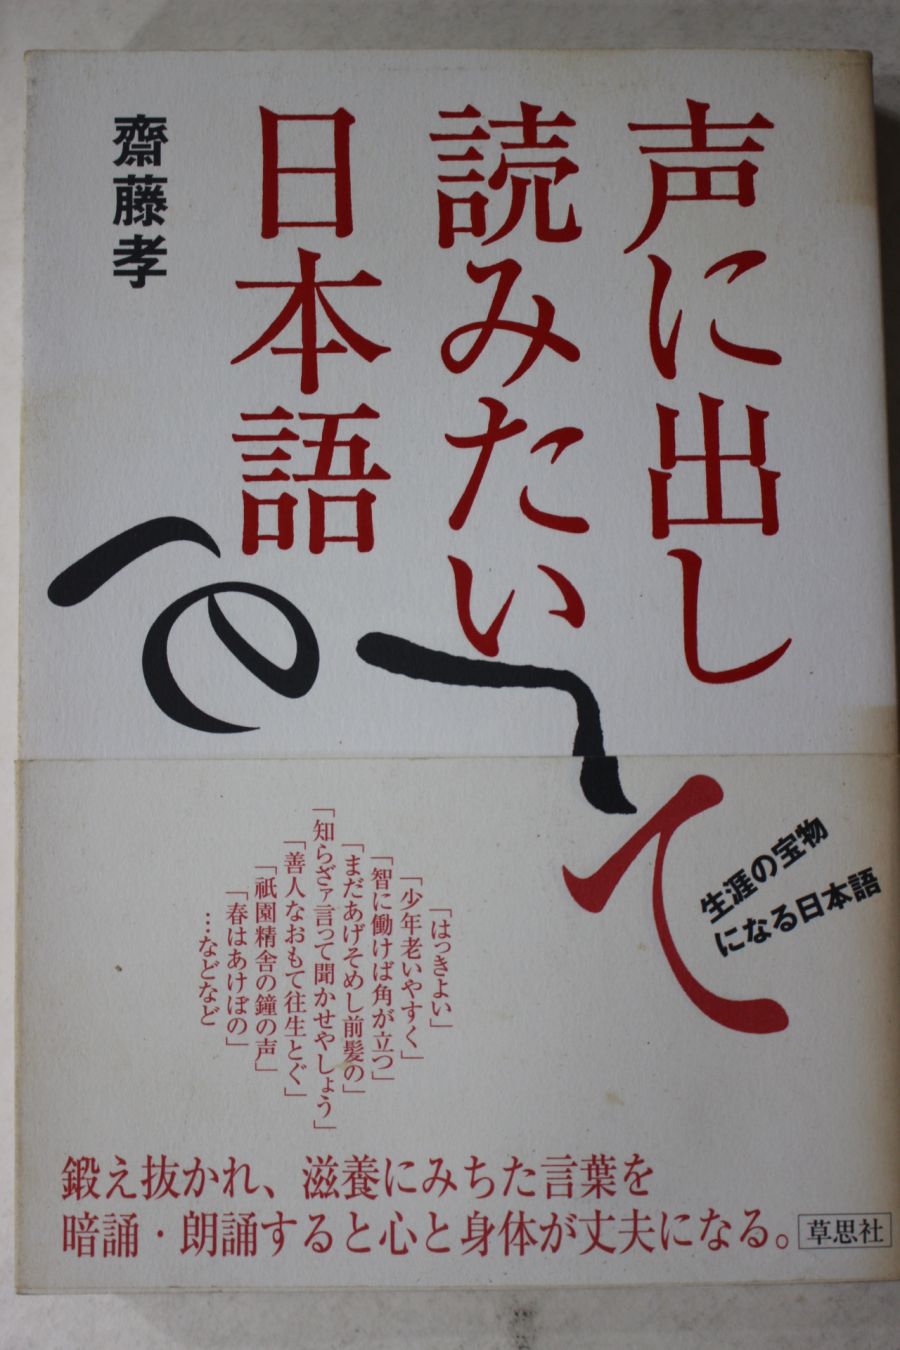 声に出して
読みたい
日本語
齋藤孝
生涯の宝物
になる日本語
「はっきよい」
「少年老いやすく」
「智に働けば角が立つ」
「まだあげそめし前髪の」
「知らざァ言って聞かせやしょう」
「善人なおもて往生とぐ」
「祇園精舎の鐘の声」
「春はあけぼの」
…などなど
鍛え抜かれ、滋養にみちた言葉を
暗誦・朗誦すると心と身体が丈夫になる。
草思社